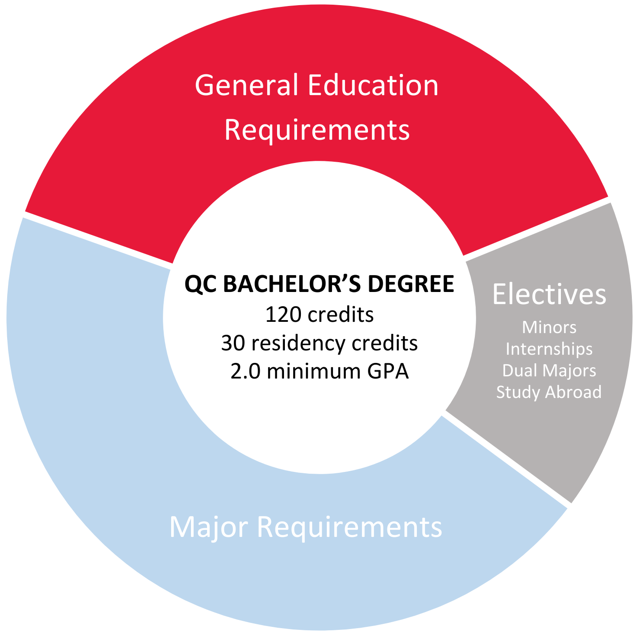 General Education
Requirements
QC BACHELOR'S DEGREE
120 credits
30 residency credits
2.0 minimum GPA
Electives
Minors
Internships
Dual Majors
Study Abroad
Major Requirements